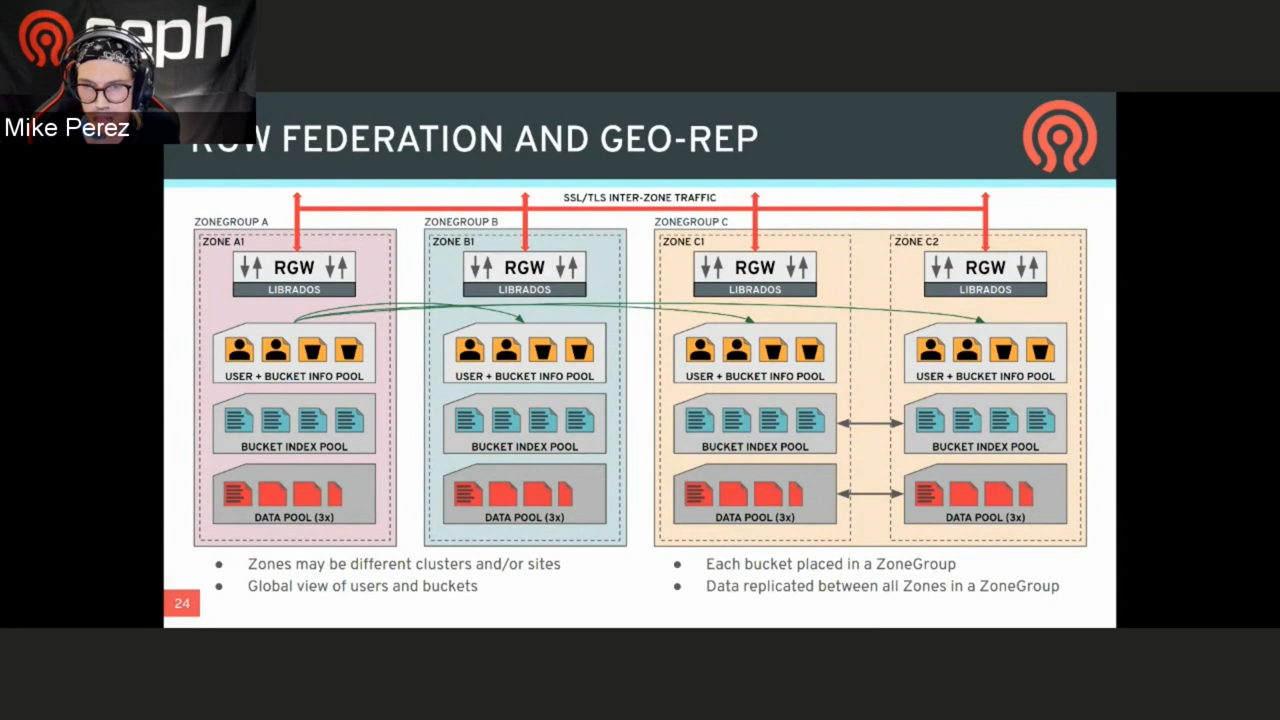 ceph
Mike Perez
RGW FEDERATION AND GEO-REP
SSL/TLS INTER-ZONE TRAFFIC
ZONEGROUP A
ZONE A1
RGW
LIBRADOS
USER + BUCKET INFO POOL
BUCKET INDEX POOL
DATA POOL (3x)
ZONEGROUP B
ZONE B1
RGW
LIBRADOS
USER + BUCKET INFO POOL
BUCKET INDEX POOL
DATA POOL (3x)
ZONEGROUP C
ZONE C1
RGW
LIBRADOS
USER + BUCKET INFO POOL
BUCKET INDEX POOL
DATA POOL (3x)
ZONE C2
RGW
LIBRADOS
USER + BUCKET INFO POOL
BUCKET INDEX POOL
DATA POOL (3x)
● Zones may be different clusters and/or sites
● Global view of users and buckets
● Each bucket placed in a ZoneGroup
● Data replicated between all Zones in a ZoneGroup
24